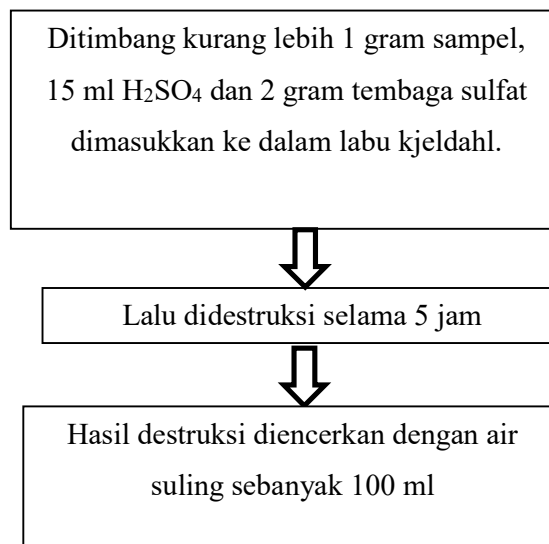 Ditimbang kurang lebih 1 gram sampel,
15 ml H₂SO₄ dan 2 gram tembaga sulfat
dimasukkan ke dalam labu kjeldahl.
Lalu didestruksi selama 5 jam
Hasil destruksi diencerkan dengan air
suling sebanyak 100 ml